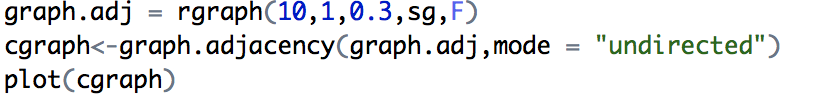 graph.adj = rgraph(10,1,0.3,sg,F)
cgraph<-graph.adjacency(graph.adj,mode = "undirected")
plot(cgraph)